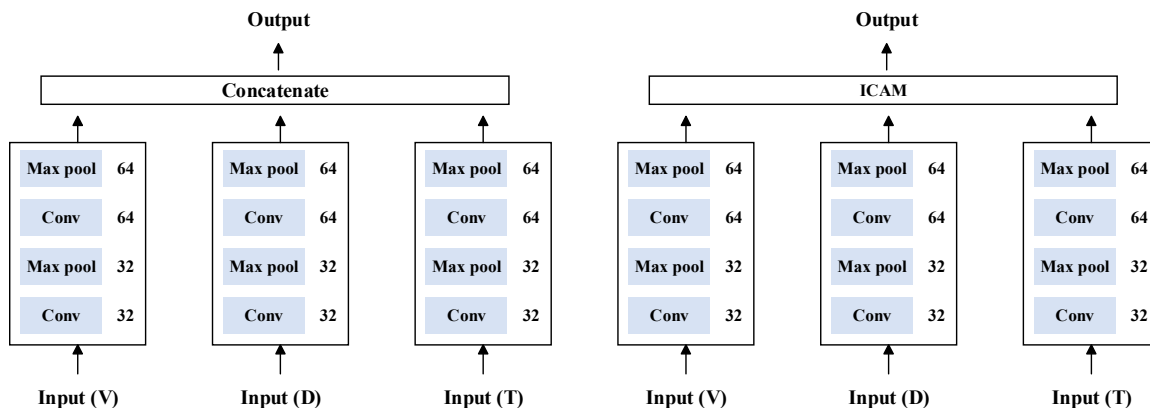 Output Output
Concatenate ICAM
Max pool 64 Max pool 64 Max pool 64 Max pool 64 Max pool 64 Max pool 64
Conv 64 Conv 64 Conv 64 Conv 64 Conv 64 Conv 64
Max pool 32 Max pool 32 Max pool 32 Max pool 32 Max pool 32 Max pool 32
Conv 32 Conv 32 Conv 32 Conv 32 Conv 32 Conv 32
Input (V) Input (D) Input (T) Input (V) Input (D) Input (T)